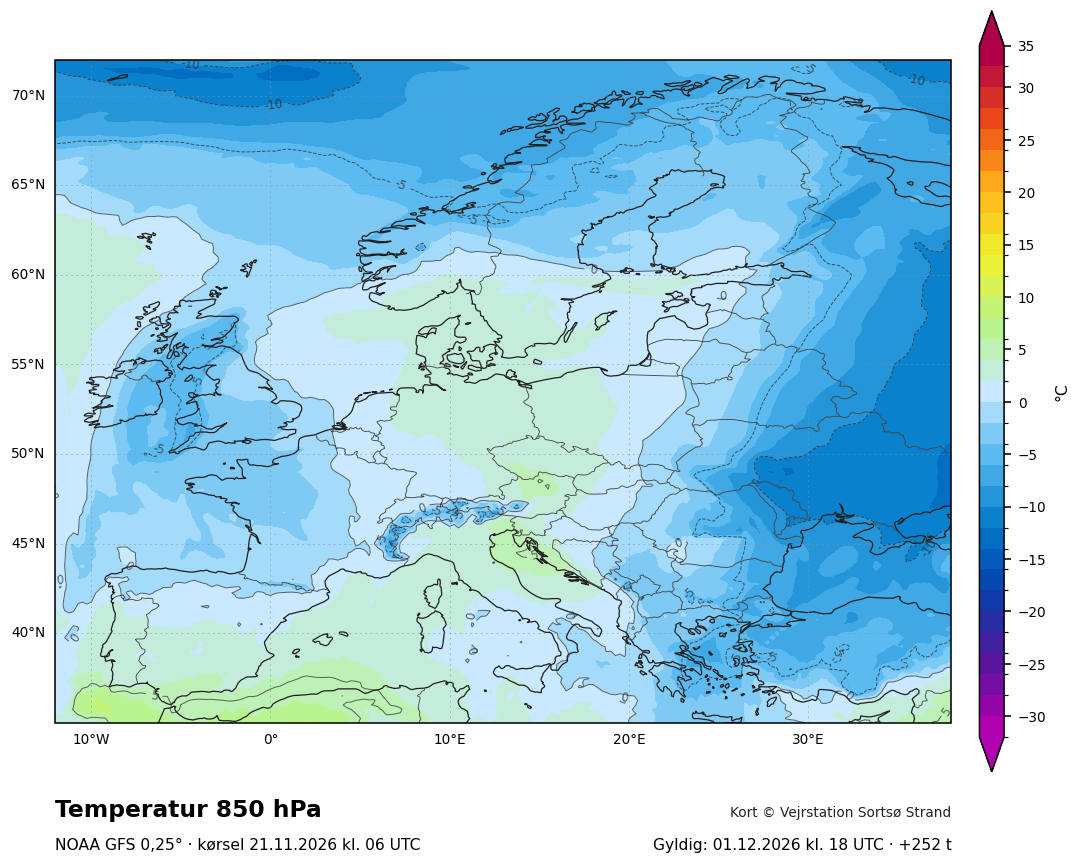 35
30
25
20
15
10
5
0
−5
−10
−15
−20
−25
−30
°C
70°N
65°N
60°N
55°N
50°N
45°N
40°N
10°W
0°
10°E
20°E
30°E
Temperatur 850 hPa
Kort © Vejrstation Sortsø Strand
NOAA GFS 0,25° · kørsel 21.11.2026 kl. 06 UTC
Gyldig: 01.12.2026 kl. 18 UTC · +252 t